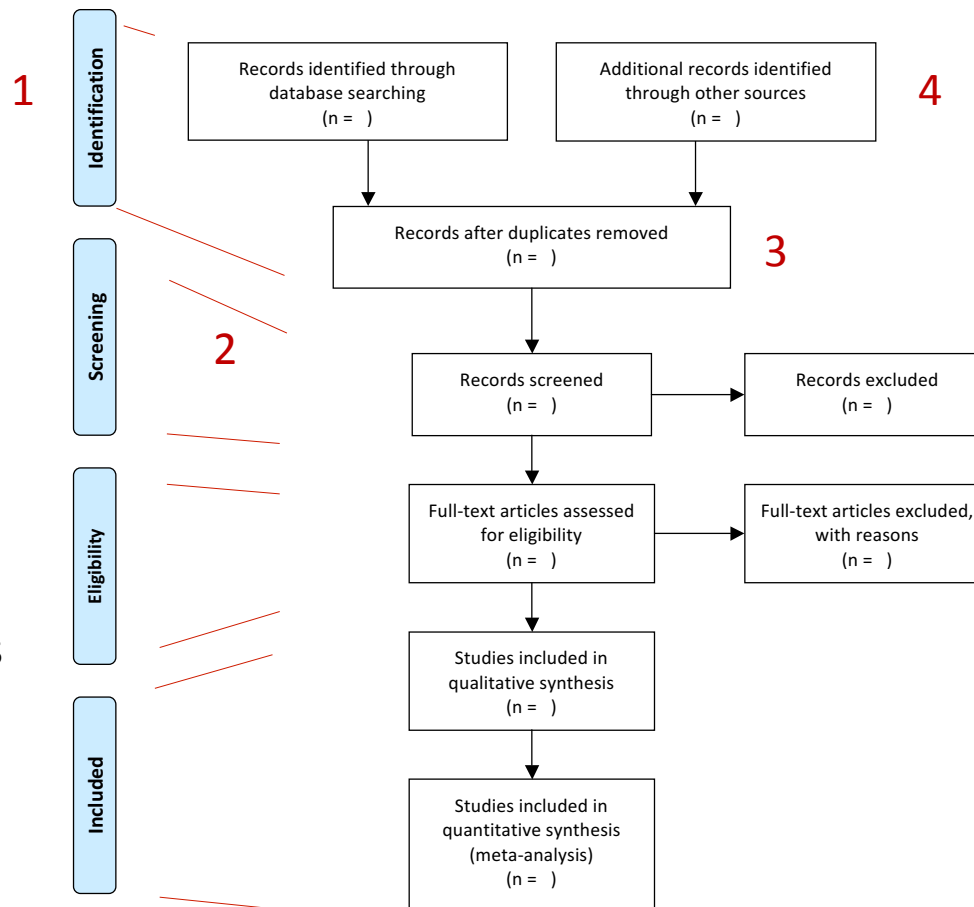 1
Identification
Records identified through
database searching
(n =   )
Additional records identified
through other sources
(n =   )
4
Records after duplicates removed
(n =   )
3
Screening
2
Records screened
(n =   )
Records excluded
(n =   )
Eligibility
Full-text articles assessed
for eligibility
(n =   )
Full-text articles excluded,
with reasons
(n =   )
Studies included in
qualitative synthesis
(n =   )
Included
Studies included in
quantitative synthesis
(meta-analysis)
(n =   )